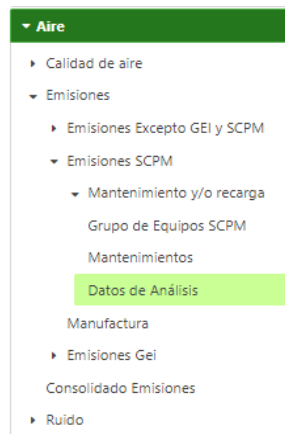 Aire
Calidad de aire
Emisiones
Emisiones Excepto GEI y SCPM
Emisiones SCPM
Mantenimiento y/o recarga
Grupo de Equipos SCPM
Mantenimientos
Datos de Análisis
Manufactura
Emisiones Gei
Consolidado Emisiones
Ruido